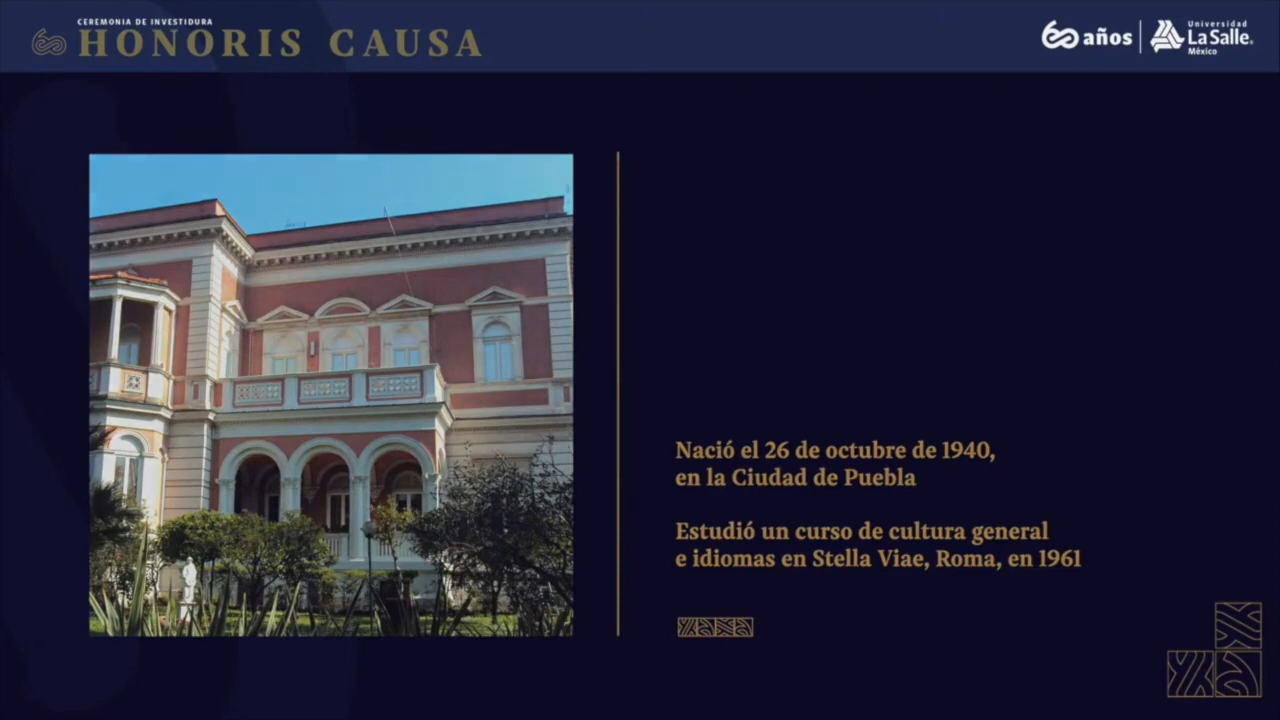 CEREMONIA DE INVESTIDURA
HONORIS CAUSA
60 años
Universidad
La Salle®
México
Nació el 26 de octubre de 1940,
en la Ciudad de Puebla
Estudió un curso de cultura general
e idiomas en Stella Viae, Roma, en 1961